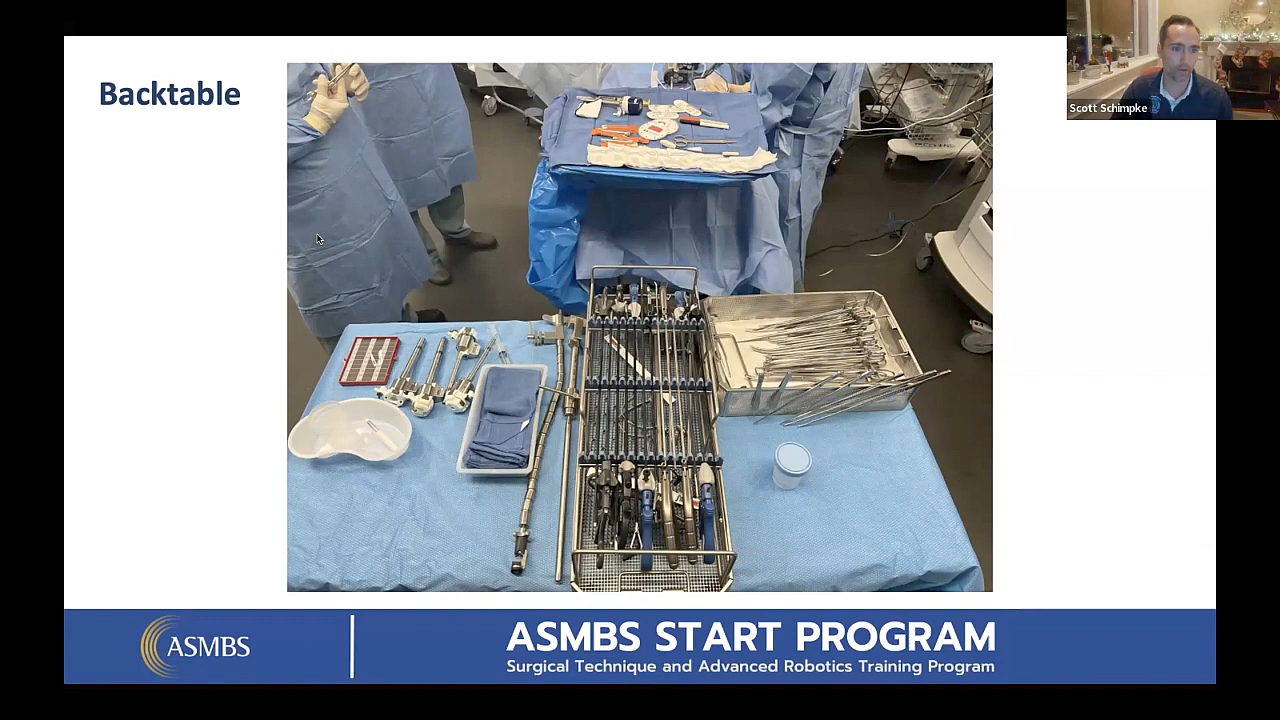 Backtable
Scott Schimpke
ASMBS
ASMBS START PROGRAM
Surgical Technique and Advanced Robotics Training Program